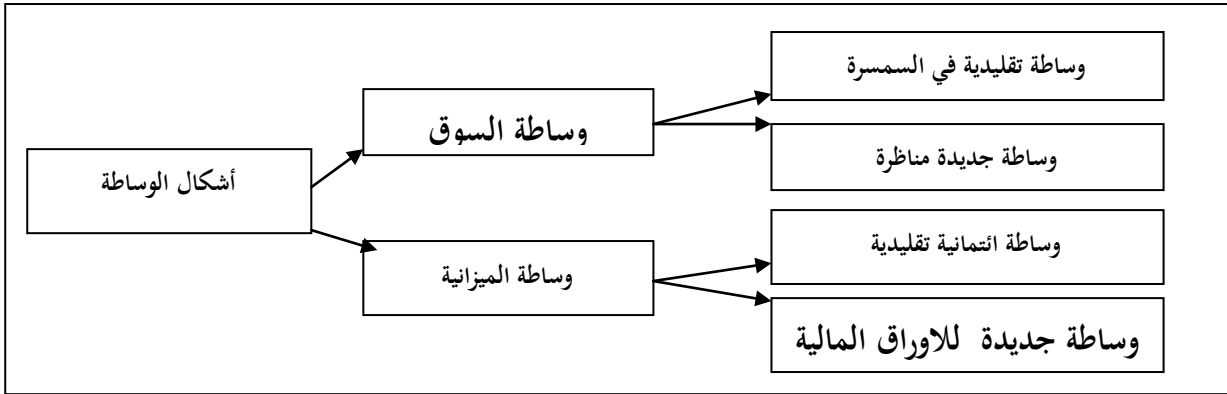 أشكال الوساطة
وساطة السوق
وساطة تقليدية في السمسرة
وساطة جديدة مناظرة
وساطة الميزانية
وساطة ائتمانية تقليدية
وساطة جديدة للاوراق المالية